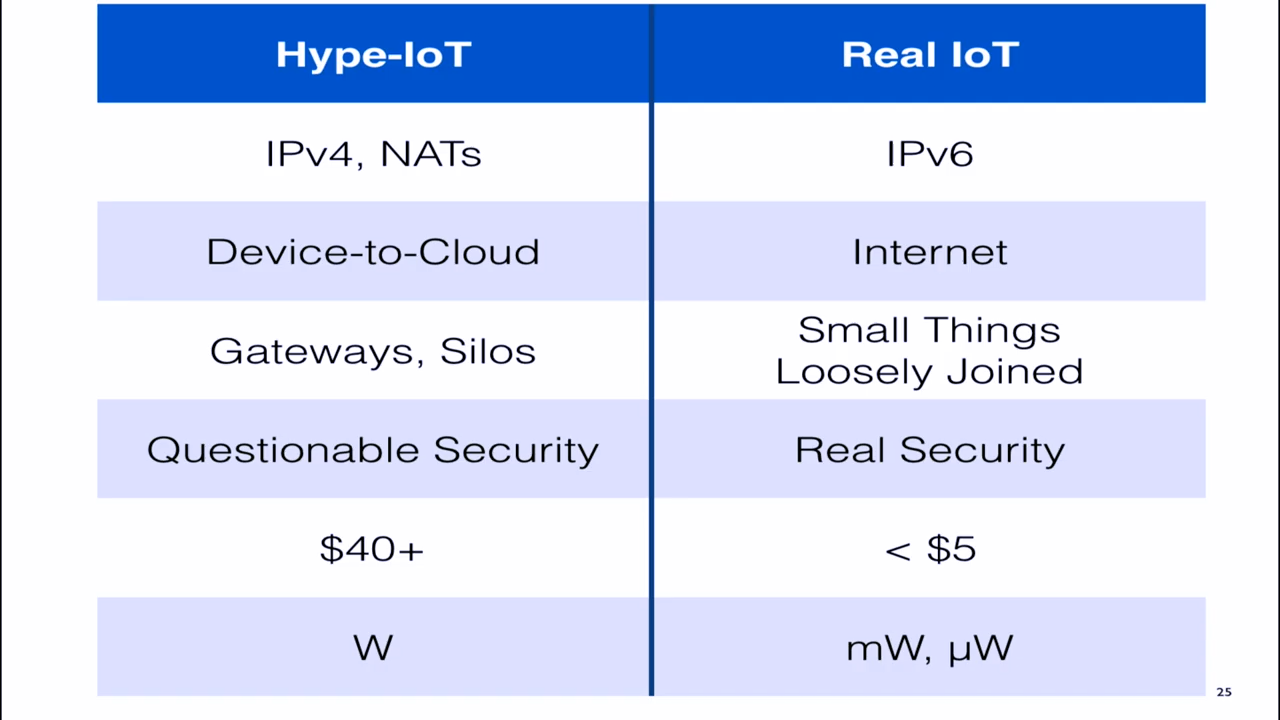 Hype-IoT Real IoT
IPv4, NATs IPv6
Device-to-Cloud Internet
Gateways, Silos Small Things
Loosely Joined
Questionable Security Real Security
$40+ < $5
W mW, µW
25